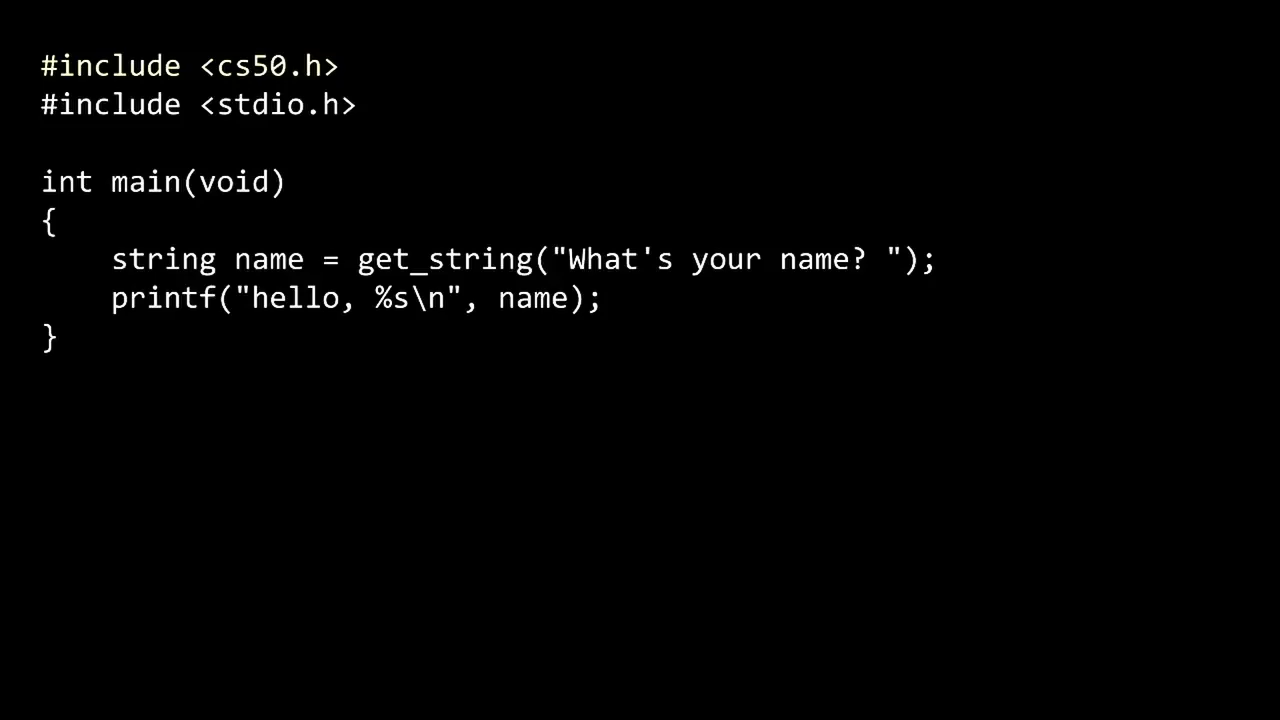 #include <cs50.h>
#include <stdio.h>

int main(void)
{
    string name = get_string("What's your name? ");
    printf("hello, %s\n", name);
}